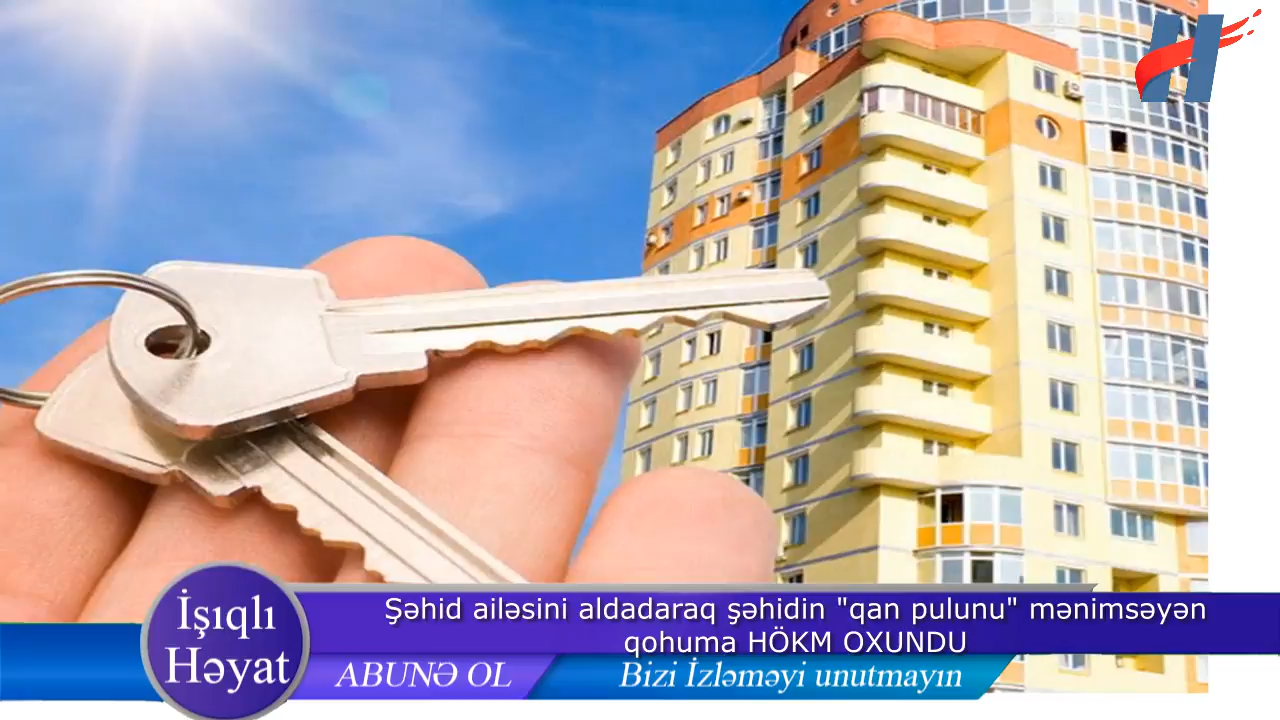 H
Şəhid ailəsini aldadaraq şəhidin "qan pulunu" mənimsəyən
qohuma HÖKM OXUNDU
İşıqlı
Həyat
ABUNƏ OL
Bizi İzləməyi unutmayın